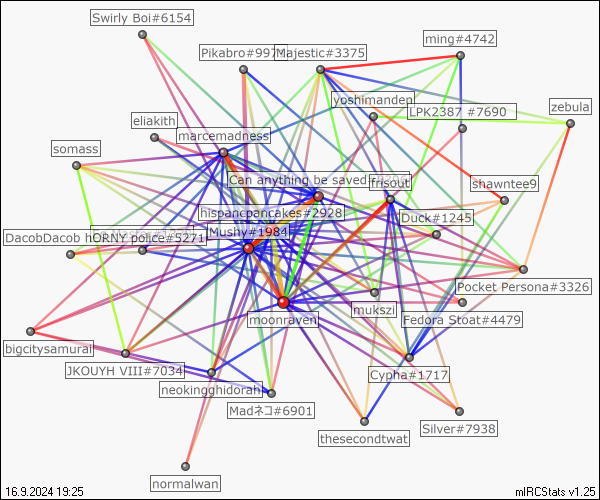 Swirly Boi#6154
Pikabro#997
Majestic#3375
ming#4742
yoshimanden
LPK2387 #7690
zebula
eliakith
marcemadness
somass
Can anything be saved
frisout
shawntee9
hispancpancakes#2928
Duck#1245
Mushy#1984
DacobDacob
hORNY police#5271
Pocket Persona#3326
mukszi
moonraven
Fedora Stoat#4479
bigcitysamurai
JKOUYH VIII#7034
Cypha#1717
neokingghidorah
Madネコ#6901
Silver#7938
thesecondtwat
normalwan
16.9.2024 19:25
mIRCStats v1.25